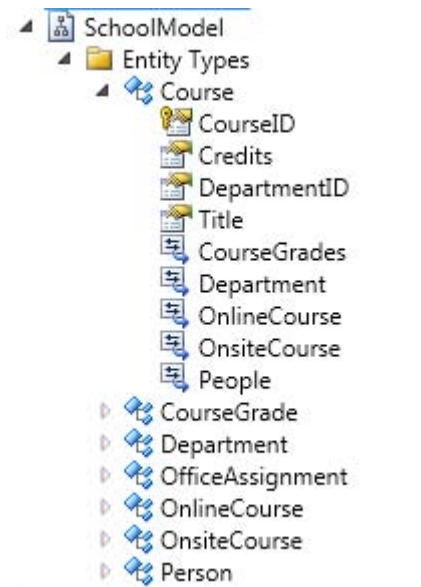 SchoolModel
Entity Types
Course
CourseID
Credits
DepartmentID
Title
CourseGrades
Department
OnlineCourse
OnsiteCourse
People
CourseGrade
Department
OfficeAssignment
OnlineCourse
OnsiteCourse
Person